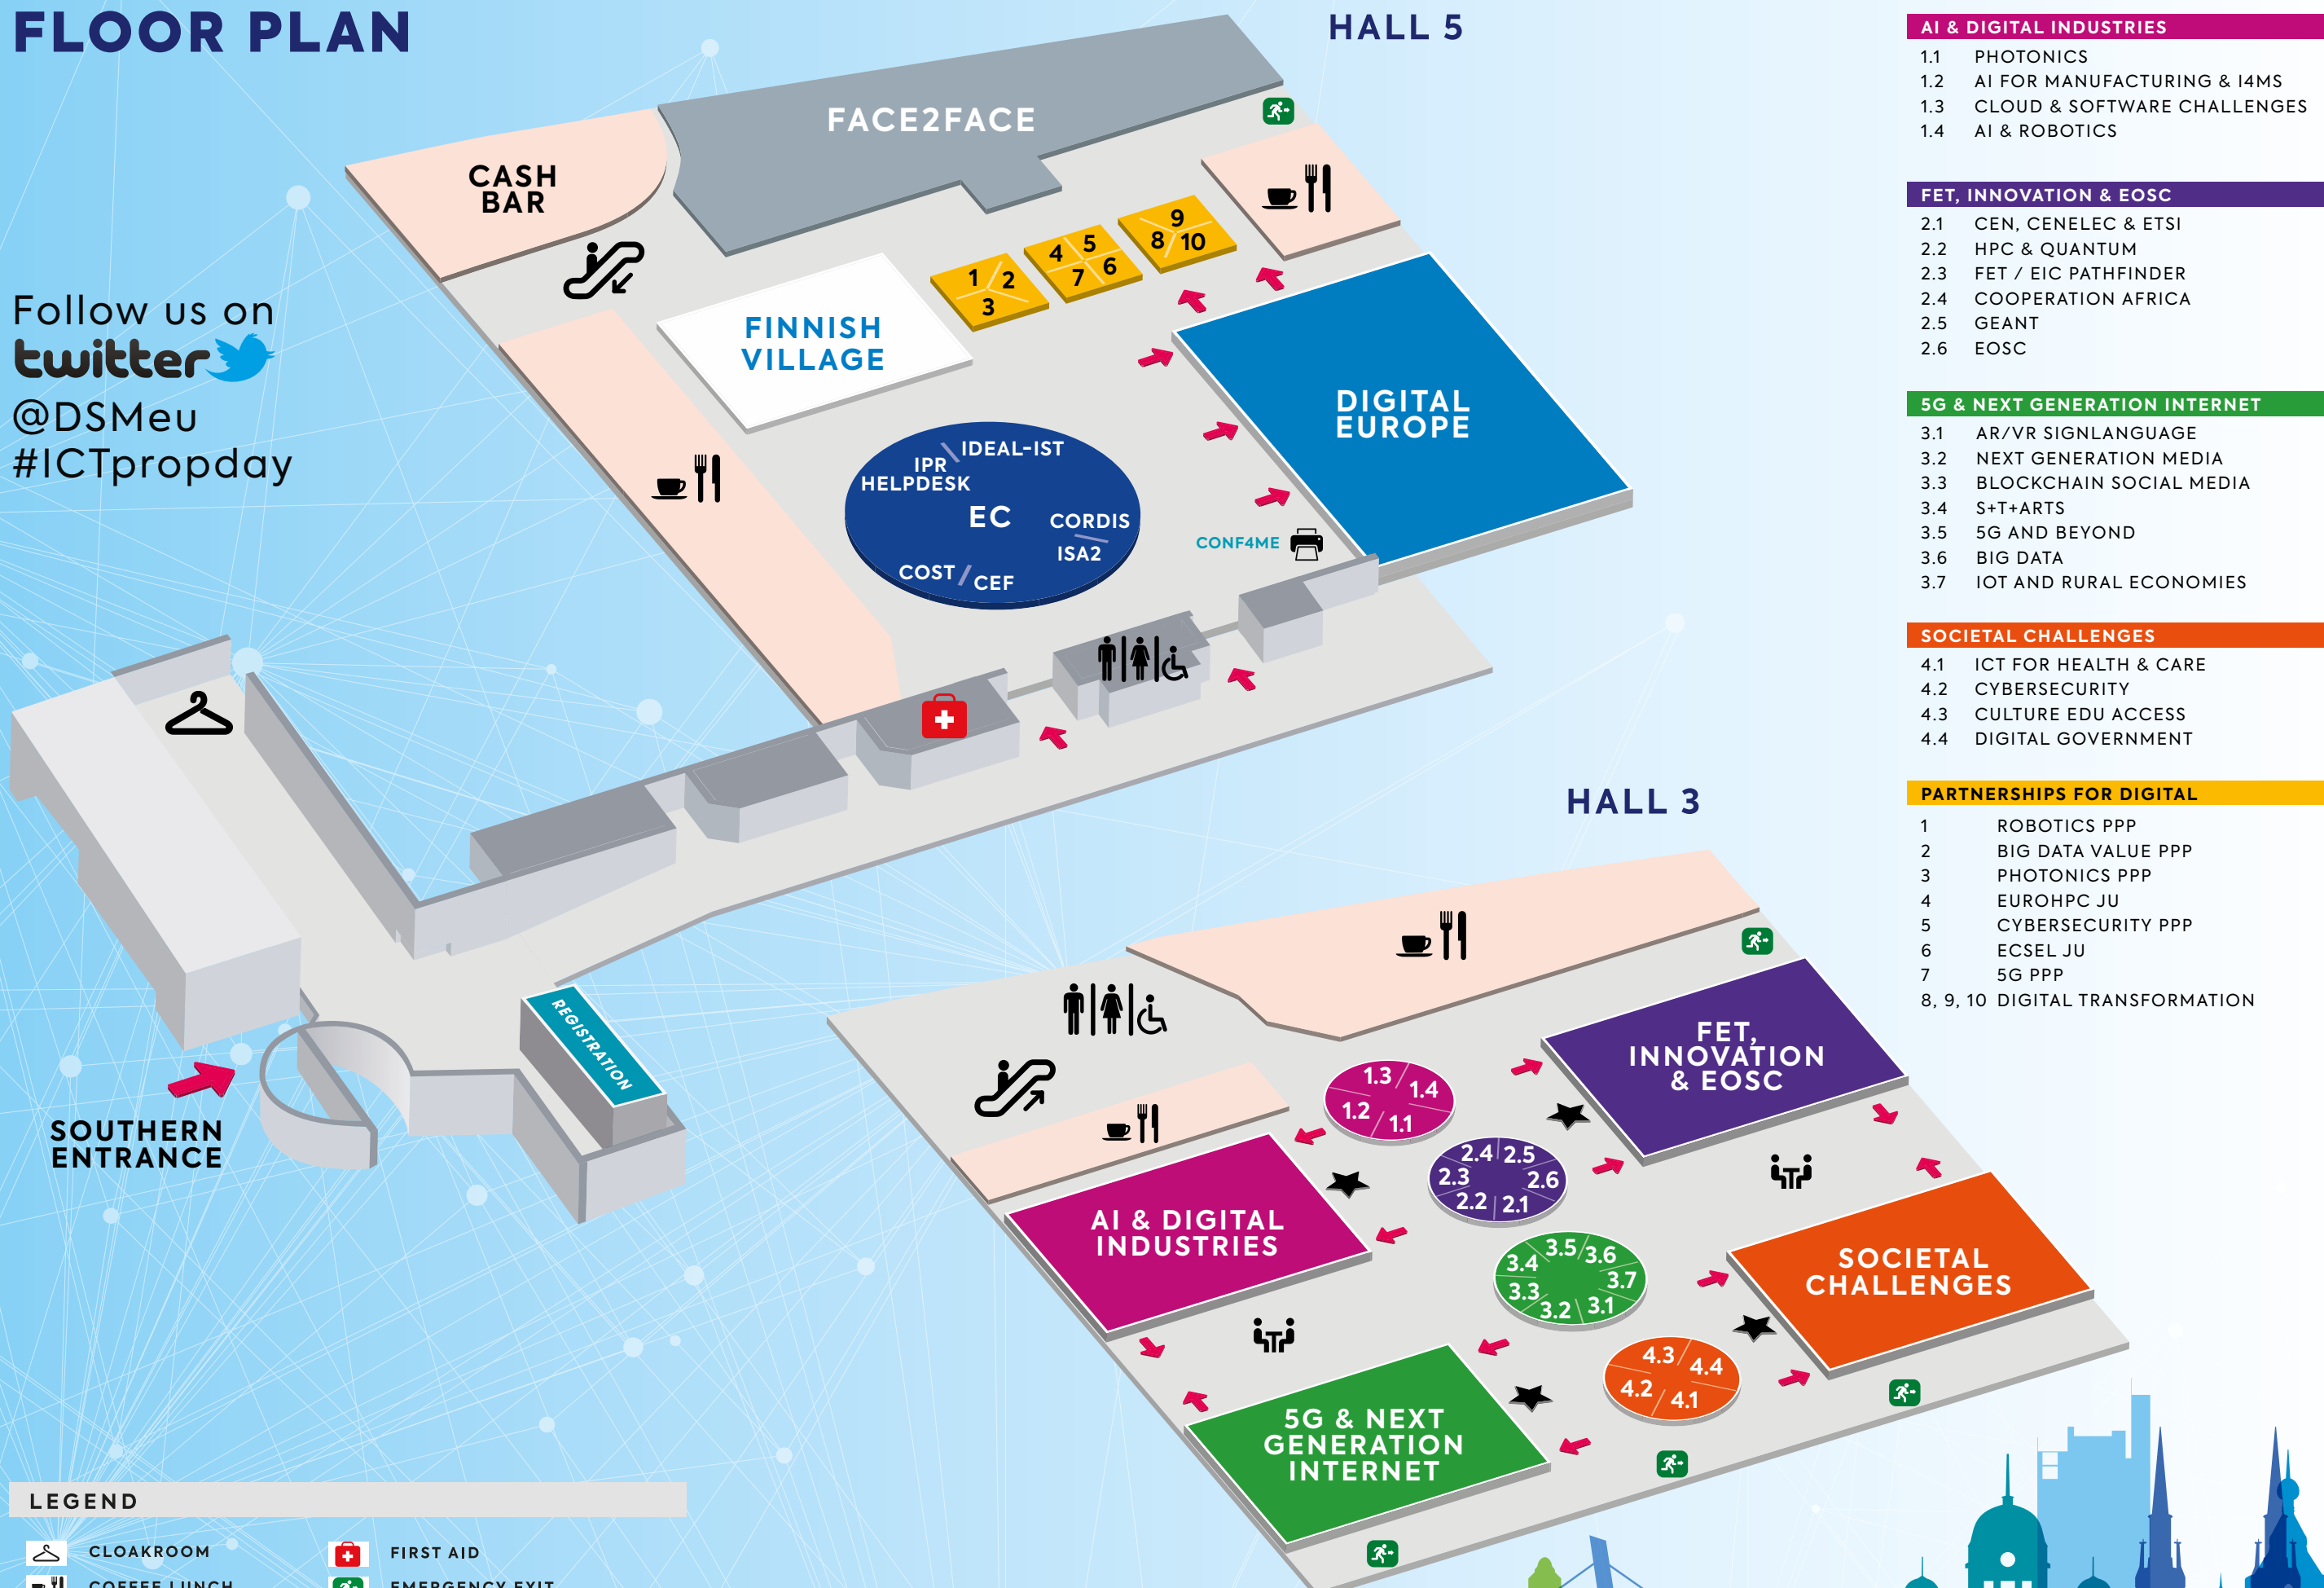 FLOOR PLAN
HALL 5
FACE2FACE
CASH
BAR
Follow us on
twitter
@DSMeu
#ICTpropday
FINNISH
VILLAGE
1
2
3
4
5
6
7
8
9
10
DIGITAL
EUROPE
IDEAL-IST
IPR
HELPDESK
EC
CORDIS
ISA2
COST
CEF
CONF4ME
REGISTRATION
SOUTHERN
ENTRANCE
HALL 3
FET,
INNOVATION
& EOSC
1.3
1.4
1.2
1.1
2.4
2.5
2.3
2.6
2.2
2.1
3.5
3.6
3.4
3.7
3.3
3.2
3.1
4.3
4.4
4.2
4.1
AI & DIGITAL
INDUSTRIES
SOCIETAL
CHALLENGES
5G & NEXT
GENERATION
INTERNET
AI & DIGITAL INDUSTRIES
1.1 PHOTONICS
1.2 AI FOR MANUFACTURING & I4MS
1.3 CLOUD & SOFTWARE CHALLENGES
1.4 AI & ROBOTICS
FET, INNOVATION & EOSC
2.1 CEN, CENELEC & ETSI
2.2 HPC & QUANTUM
2.3 FET / EIC PATHFINDER
2.4 COOPERATION AFRICA
2.5 GEANT
2.6 EOSC
5G & NEXT GENERATION INTERNET
3.1 AR/VR SIGNLANGUAGE
3.2 NEXT GENERATION MEDIA
3.3 BLOCKCHAIN SOCIAL MEDIA
3.4 S+T+ARTS
3.5 5G AND BEYOND
3.6 BIG DATA
3.7 IOT AND RURAL ECONOMIES
SOCIETAL CHALLENGES
4.1 ICT FOR HEALTH & CARE
4.2 CYBERSECURITY
4.3 CULTURE EDU ACCESS
4.4 DIGITAL GOVERNMENT
PARTNERSHIPS FOR DIGITAL
1 ROBOTICS PPP
2 BIG DATA VALUE PPP
3 PHOTONICS PPP
4 EUROHPC JU
5 CYBERSECURITY PPP
6 ECSEL JU
7 5G PPP
8, 9, 10 DIGITAL TRANSFORMATION
LEGEND
CLOAKROOM
FIRST AID
COFFEE LUNCH
EMERGENCY EXIT